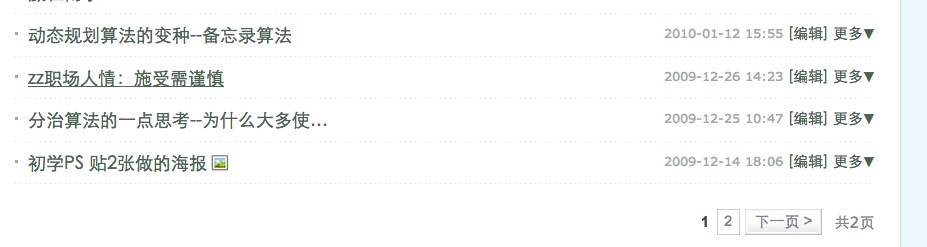 动态规划算法的变种--备忘录算法 2010-01-12 15:55 [编辑] 更多▼
zz职场人情：施受需谨慎 2009-12-26 14:23 [编辑] 更多▼
分治算法的一点思考--为什么大多使... 2009-12-25 10:47 [编辑] 更多▼
初学PS 贴2张做的海报 2009-12-14 18:06 [编辑] 更多▼
1 2 下一页 > 共2页